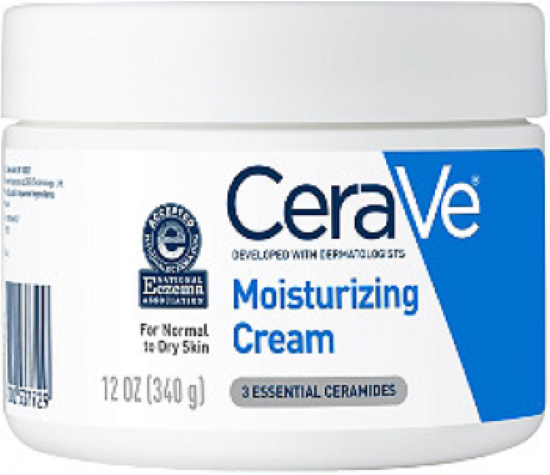 CeraVe®
DEVELOPED WITH DERMATOLOGISTS
Moisturizing
Cream
3 ESSENTIAL CERAMIDES
ACCEPTED
e
NATIONAL
Eczema
ASSOCIATION
For Normal
to Dry Skin
12 OZ (340 g)